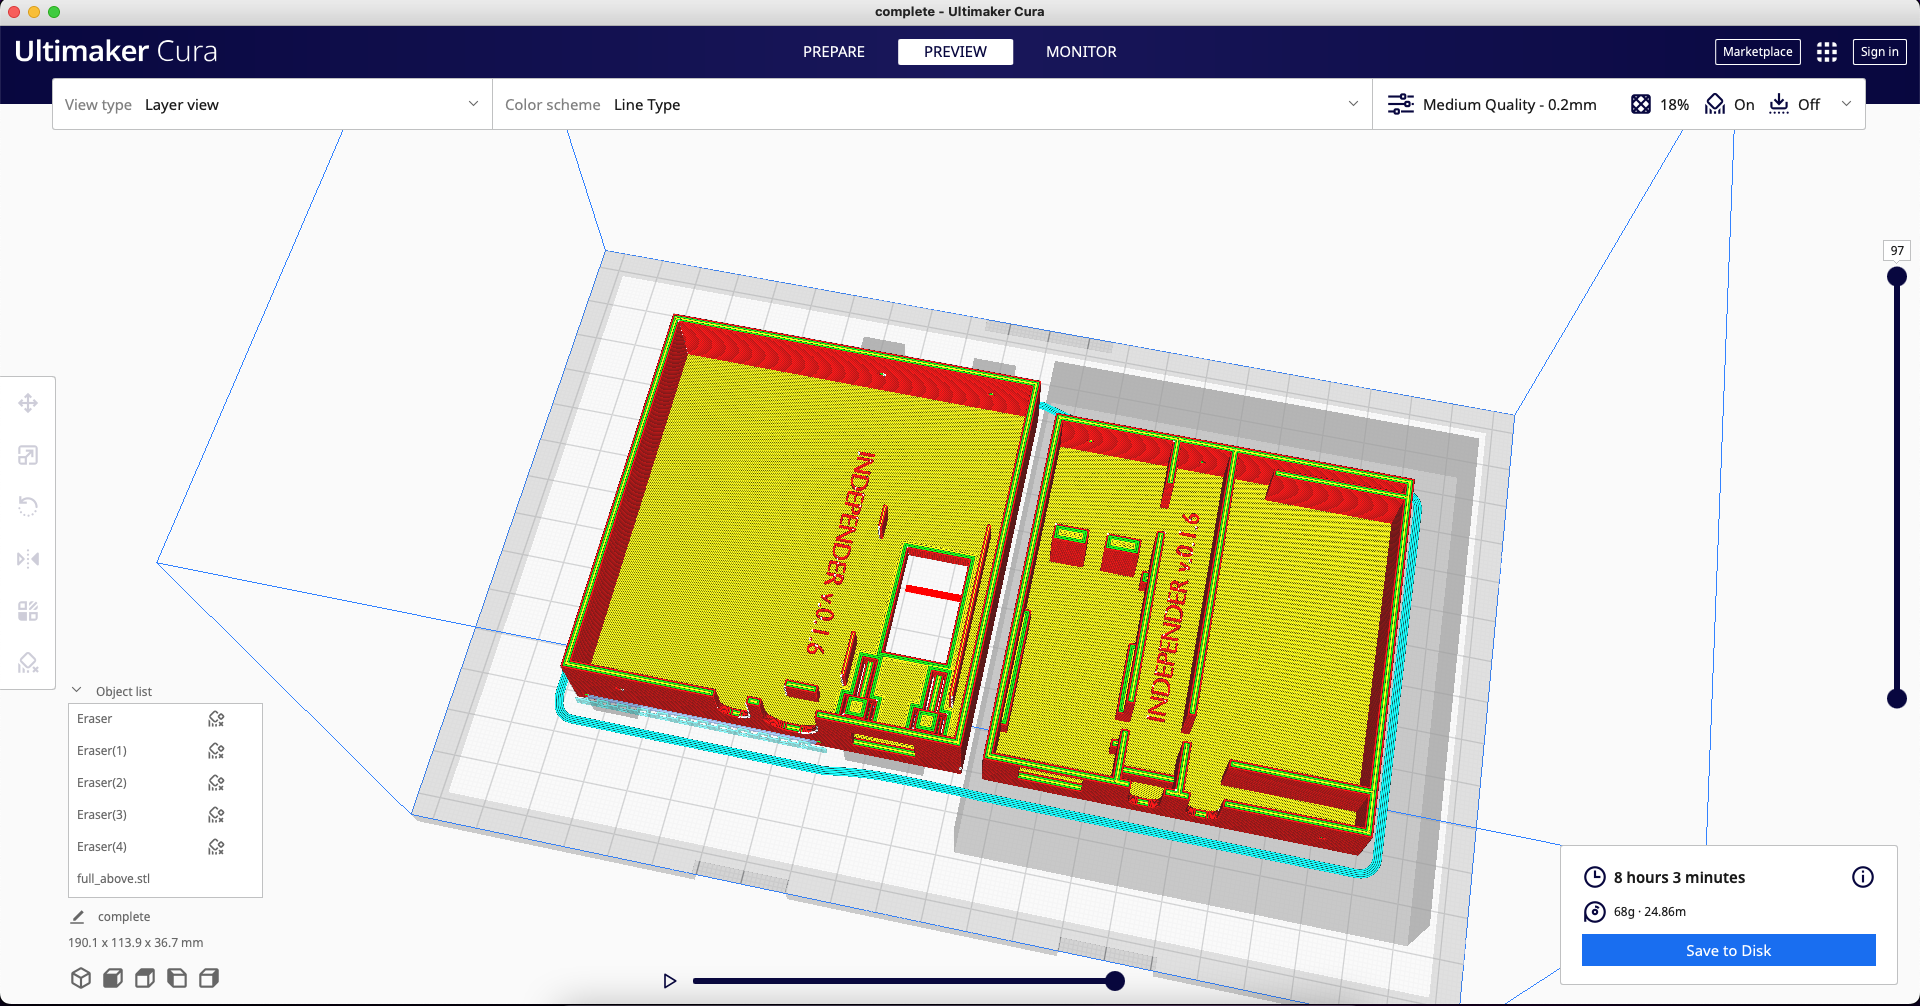 complete - Ultimaker Cura
Ultimaker Cura
PREPARE
PREVIEW
MONITOR
Marketplace
Sign in
View type Layer view
Color scheme Line Type
Medium Quality - 0.2mm 18% On Off
97
INDEPENDER v.0.1.6
INDEPENDER v.0.1.6
Object list
Eraser
Eraser(1)
Eraser(2)
Eraser(3)
Eraser(4)
full_above.stl
complete
190.1 x 113.9 x 36.7 mm
8 hours 3 minutes
68g · 24.86m
Save to Disk